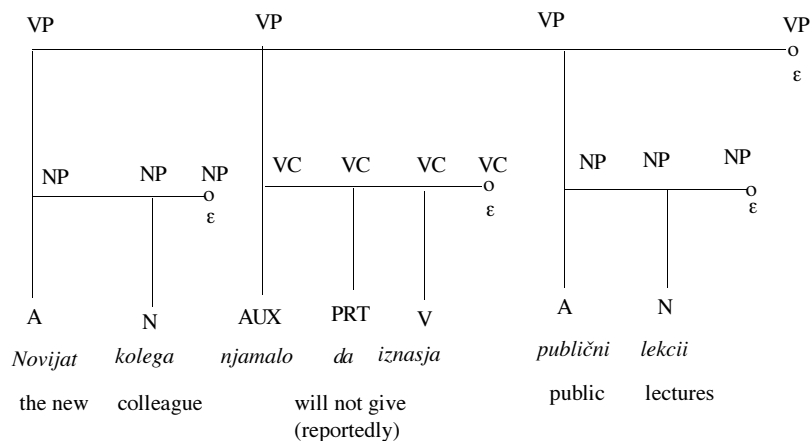 VP VP VP VP
o
ε
NP NP NP VC VC VC VC NP NP NP
o o o
ε ε ε
A N AUX PRT V A N
Novijat kolega njamalo da iznasja publični lekcii
the new colleague will not give public lectures
(reportedly)